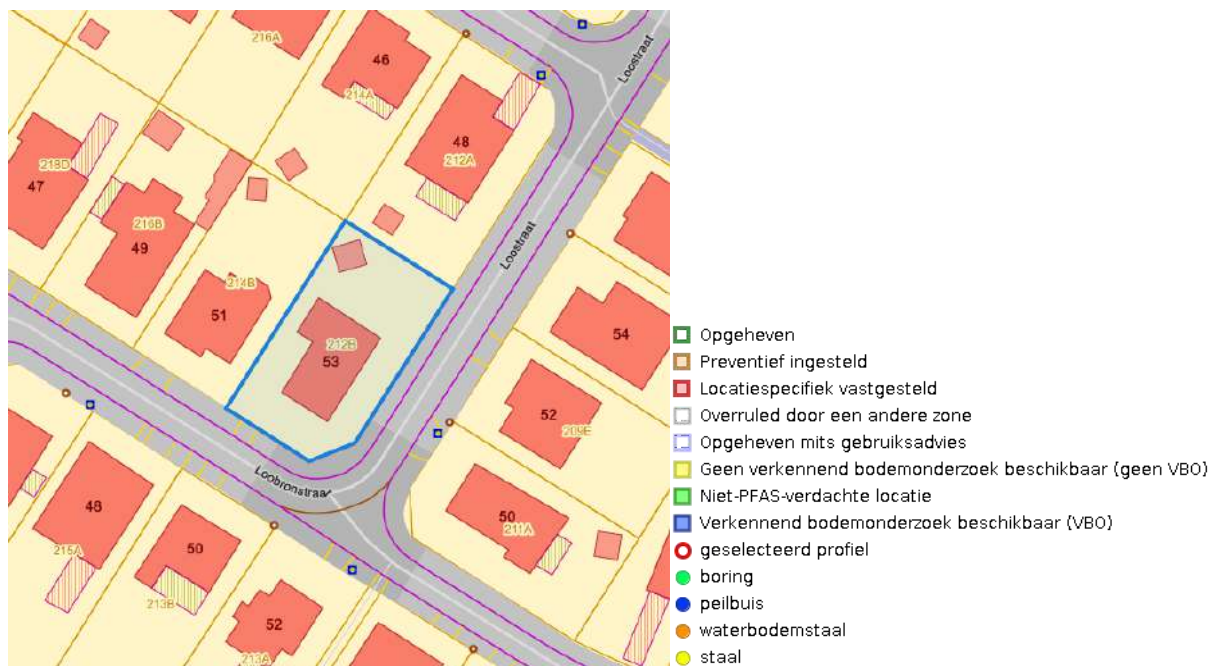 216A
46
Loostraat
214A
48
212A
218D
47
216B
49
Loostraat
214B
51
54
212B
53
52
209E
Loobronstraat
48
50
211A
215A
50
213B
52
213A
Opgeheven
Preventief ingesteld
Locatiespecifiek vastgesteld
Overruled door een andere zone
Opgeheven mits gebruiksadvies
Geen verkennend bodemonderzoek beschikbaar (geen VBO)
Niet-PFAS-verdachte locatie
Verkennend bodemonderzoek beschikbaar (VBO)
geselecteerd profiel
boring
peilbuis
waterbodemstaal
staal